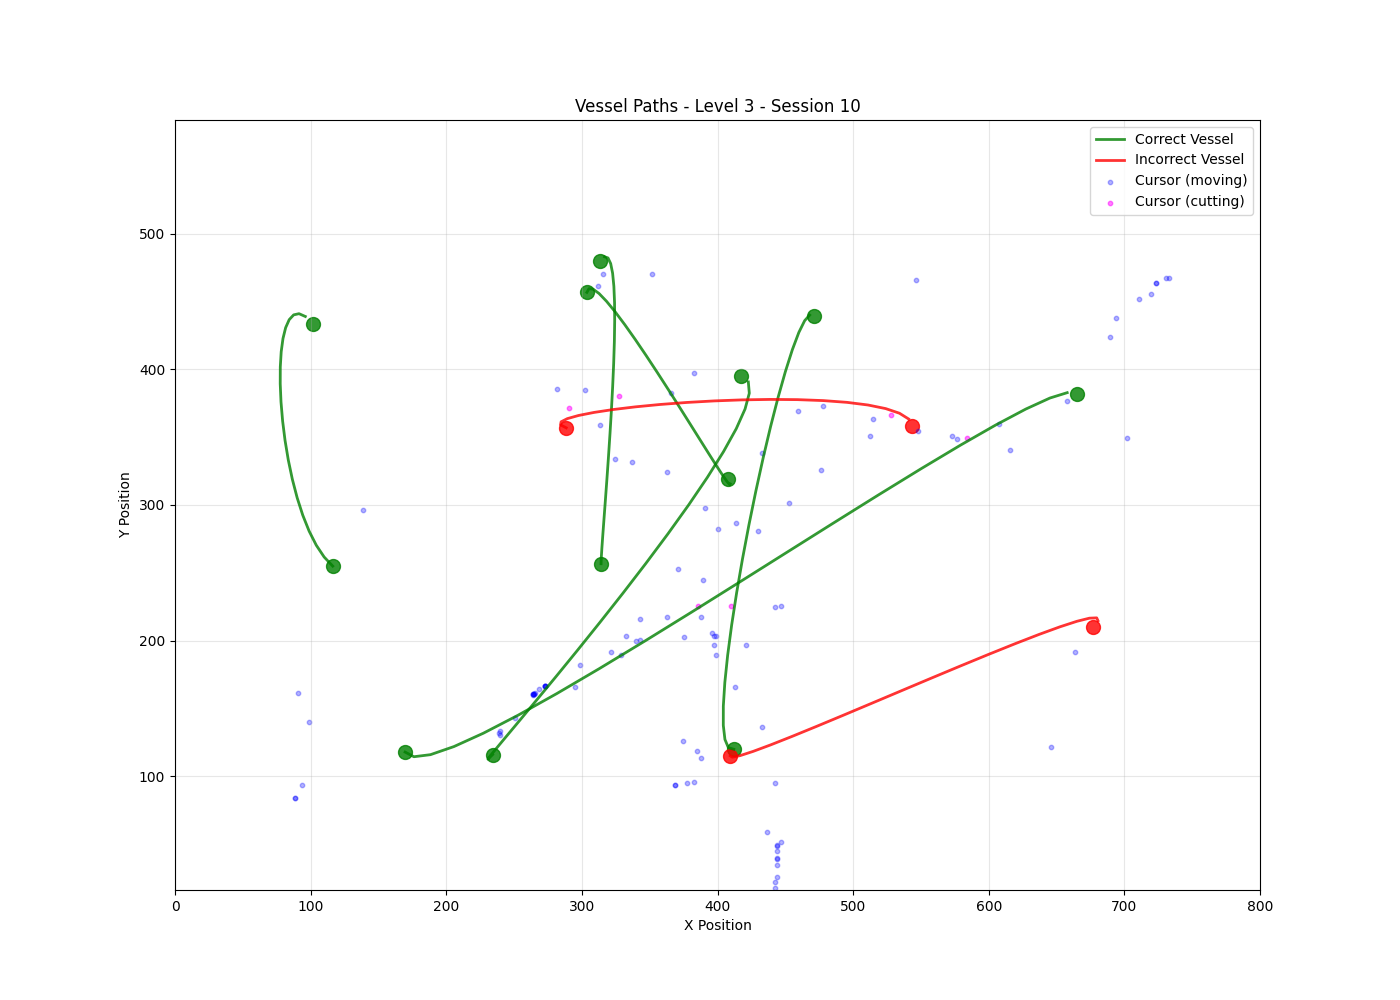 Vessel Paths - Level 3 - Session 10
Correct Vessel
Incorrect Vessel
Cursor (moving)
Cursor (cutting)
Y Position
500
400
300
200
100
0 100 200 300 400 500 600 700 800
X Position